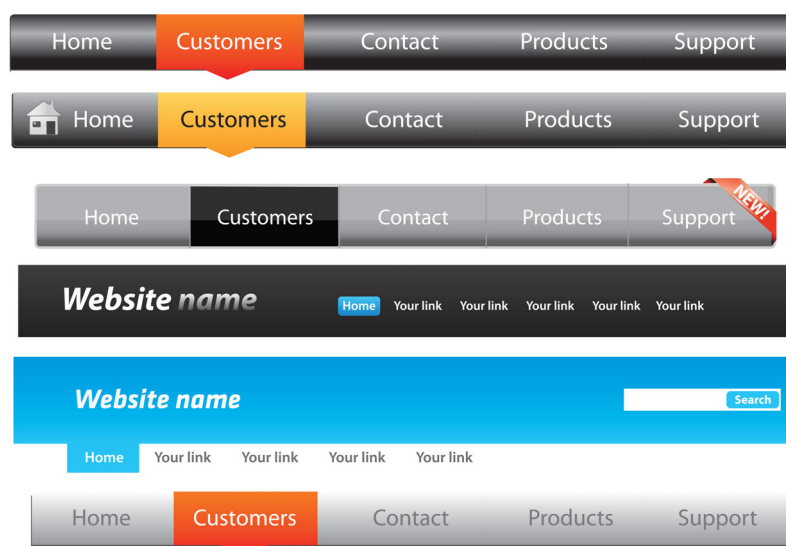 Home Customers Contact Products Support
Home Customers Contact Products Support
NEW!
Home Customers Contact Products Support
Website name Home Your link Your link Your link Your link Your link
Website name Search
Home Your link Your link Your link Your link
Home Customers Contact Products Support